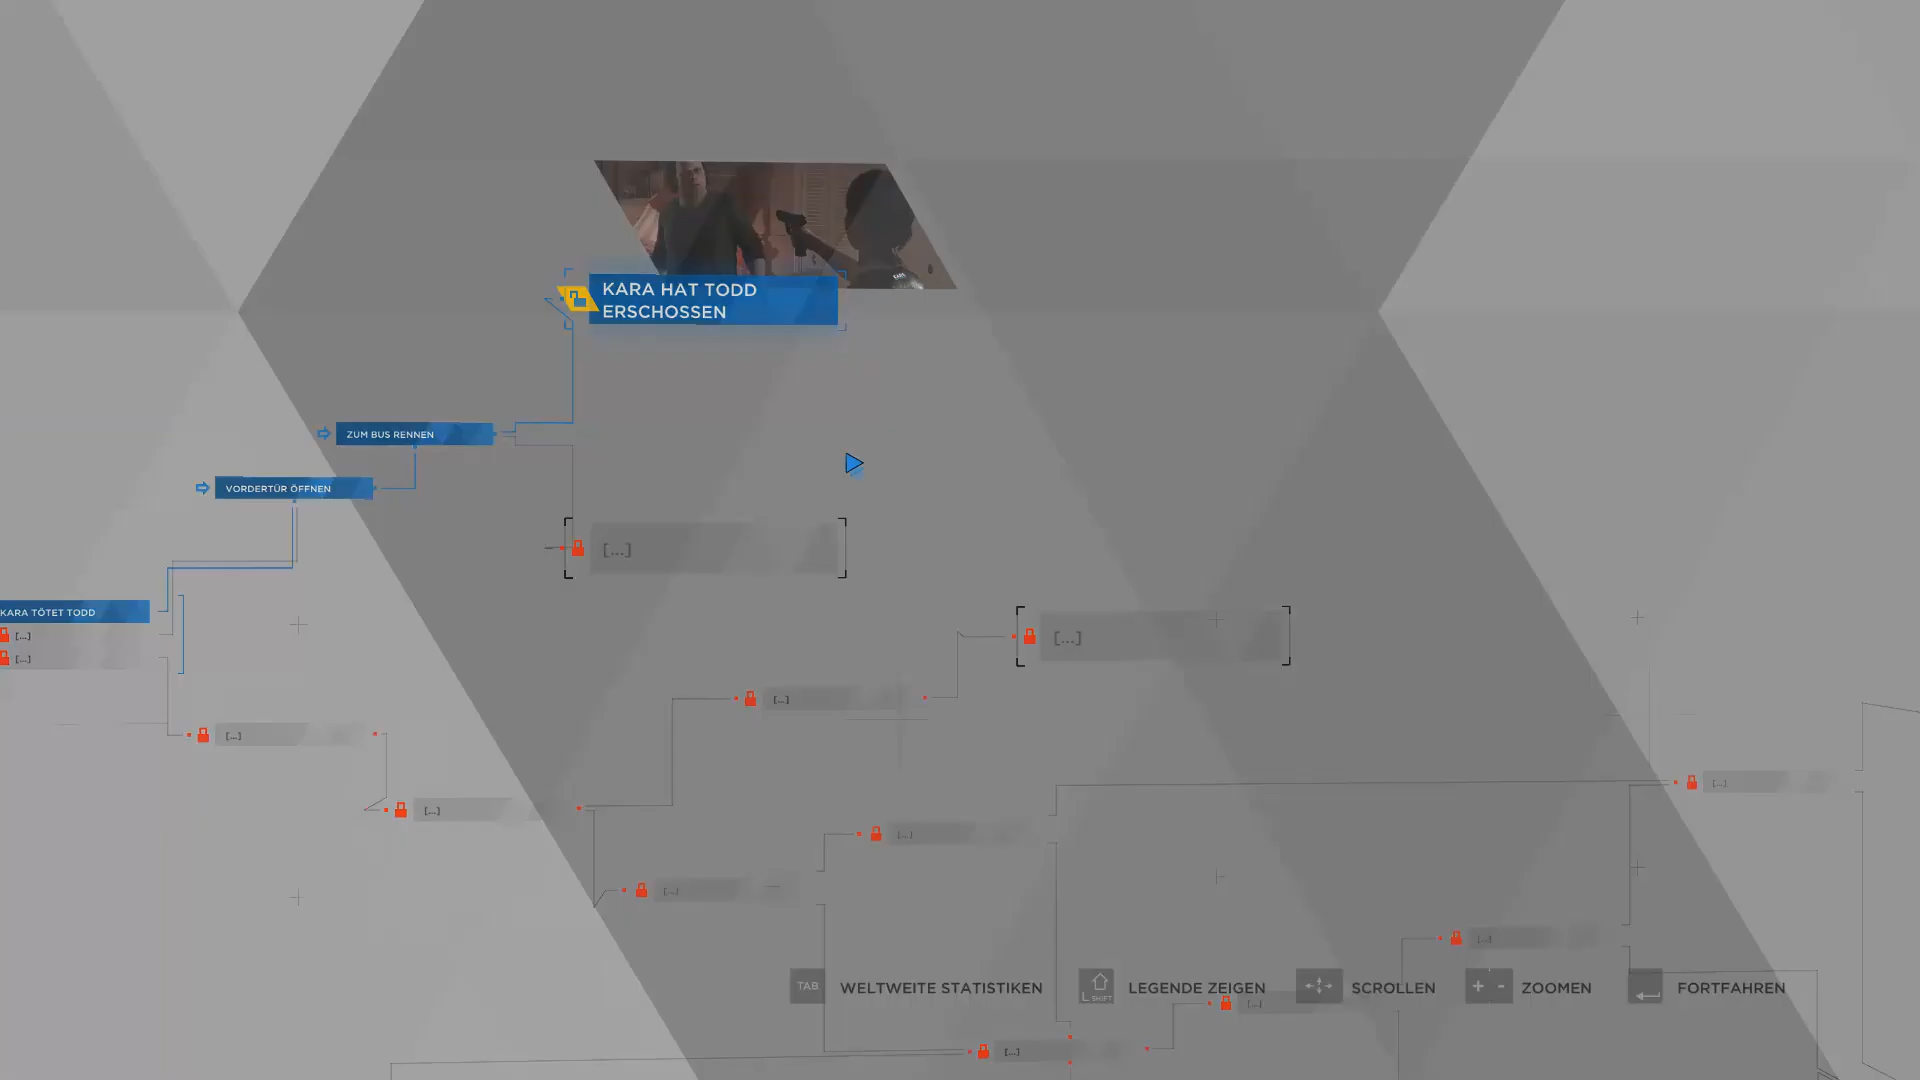 KARA HAT TODD
ERSCHOSSEN
ZUM BUS RENNEN
VORDERTÜR ÖFFNEN
[...]
KARA TÖTET TODD
[...]
[...]
[...]
[...]
[...]
[...]
[...]
[...]
[...]
[...]
TAB WELTWEITE STATISTIKEN
L SHIFT LEGENDE ZEIGEN
SCROLLEN
+ - ZOOMEN
FORTFAHREN
[...]
[...]